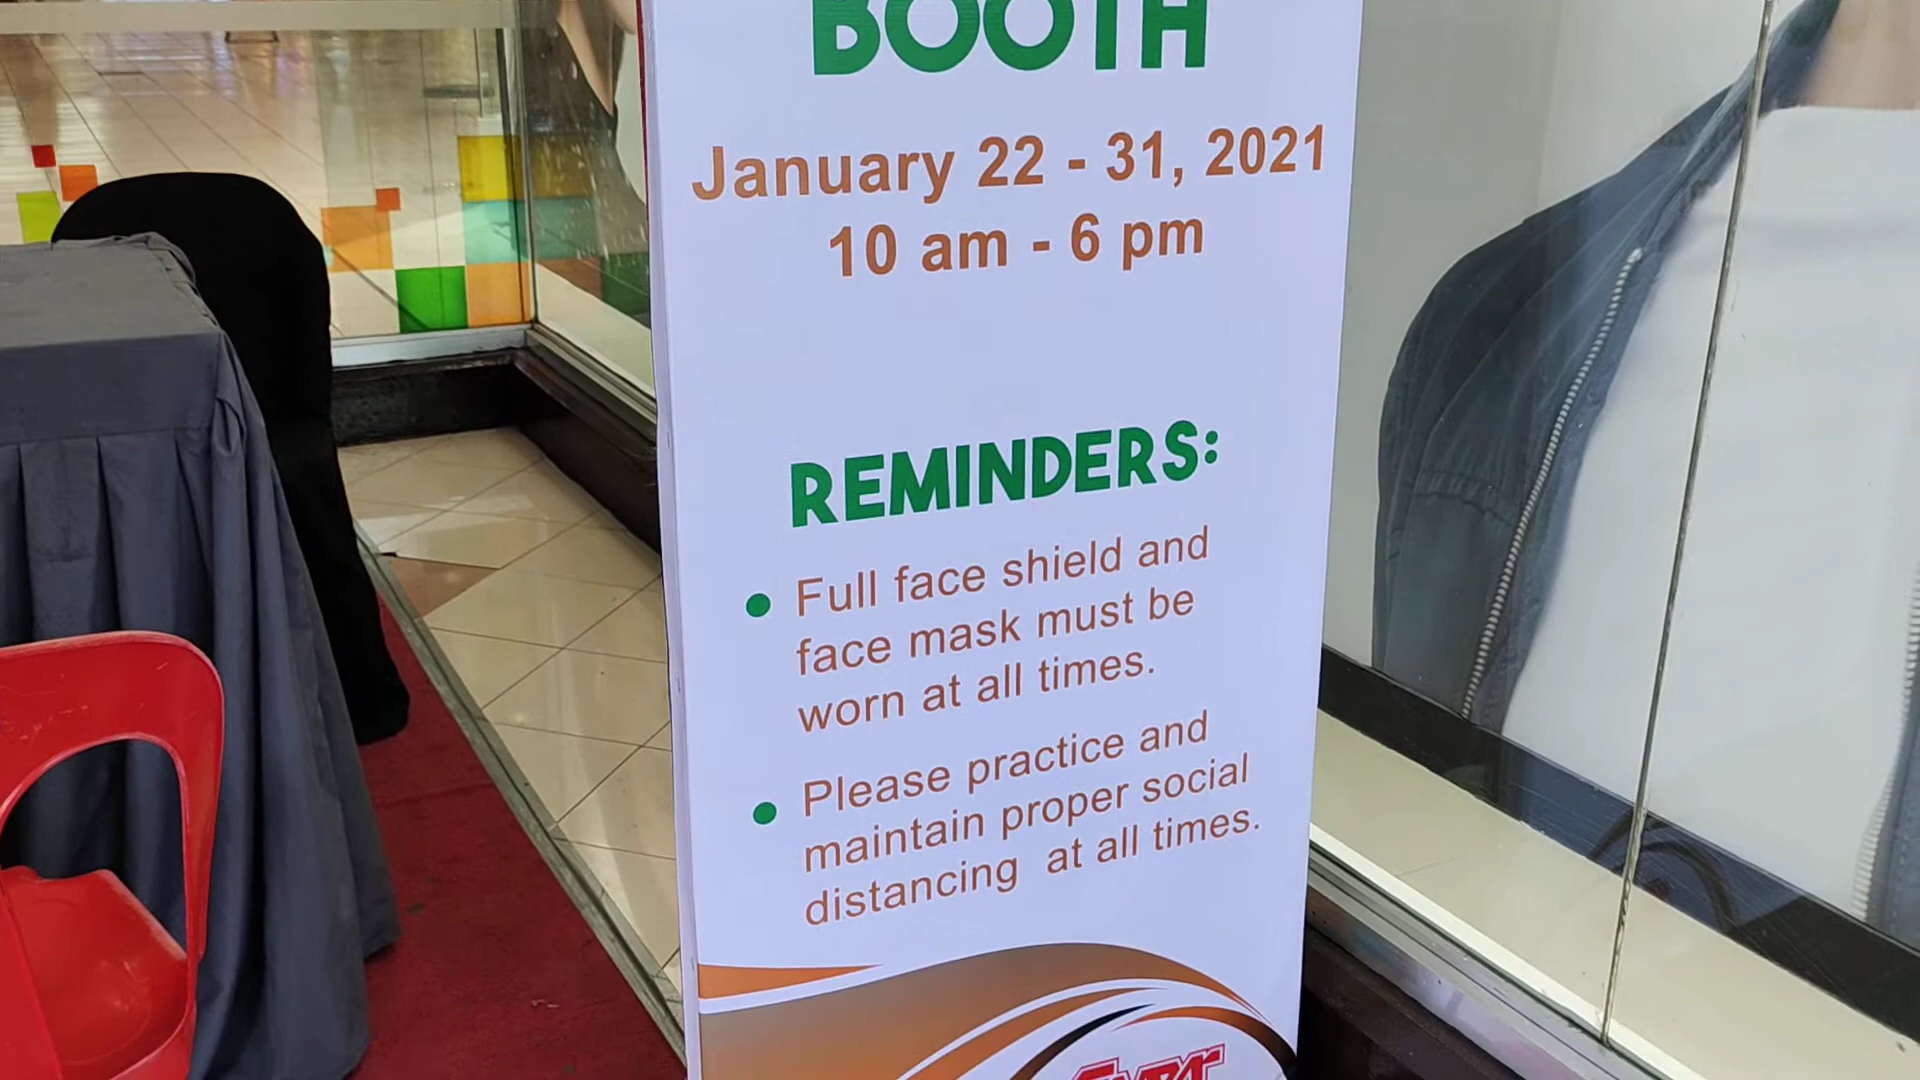 BOOTH
January 22 - 31, 2021
10 am - 6 pm
REMINDERS:
Full face shield and
face mask must be
worn at all times.
Please practice and
maintain proper social
distancing at all times.